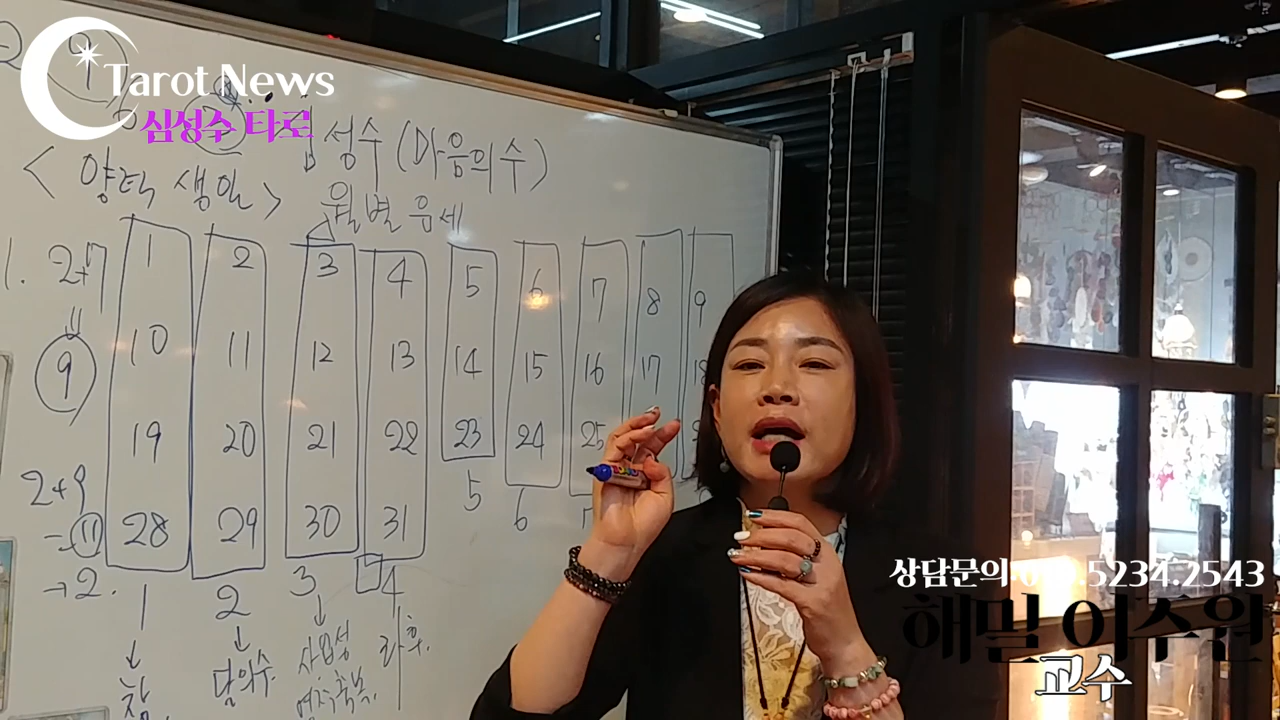 Tarot News
심성수 타로
성수 (마음의수)
< 양력 생일 > 월별 운세
1. 2+7 1 2 3 4 5 6 7 8 9
9 10 11 12 13 14 15 16 17
19 20 21 22 23 24 25
2+9
11 28 29 30 31 5 6
→2. 1 2 3 4
달의수 사업성
상담문의 5234.2543
해밀 이수원
교수